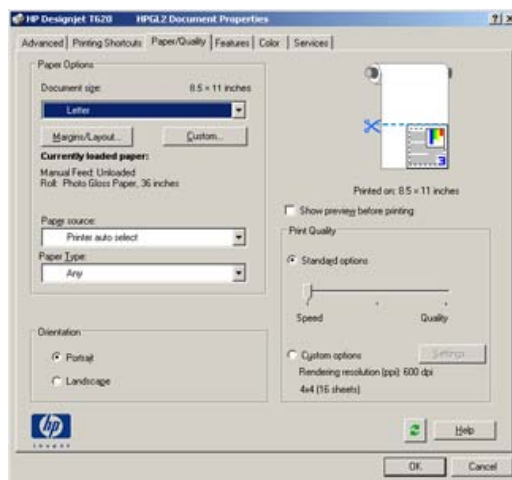 HP Designjet T620 HPGL2 Document Properties
Advanced Printing Shortcuts Paper/Quality Features Color Services
Paper Options
Document size: 8.5 × 11 inches
Letter
Margins/Layout... Custom...
Currently loaded paper:
Manual Feed: Unloaded
Roll: Photo Gloss Paper, 36 inches
Paper source:
Printer auto select
Paper Type:
Any
Orientation
Portrait
Landscape
3
Printed on: 8.5 × 11 inches
Show preview before printing
Print Quality
Standard options
Speed Quality
Custom options Settings...
Rendering resolution (ppi): 600 dpi
4x4 (16 sheets)
hp
invent
Help
OK Cancel